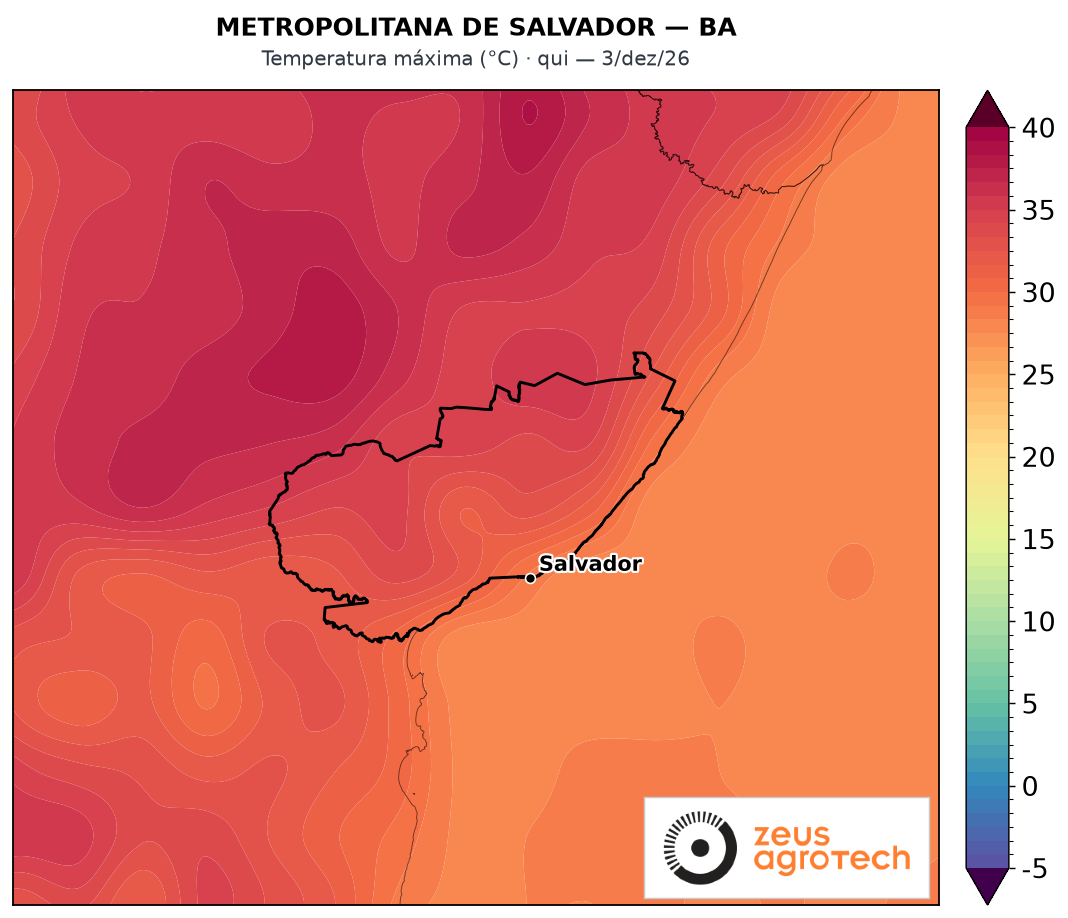 METROPOLITANA DE SALVADOR — BA
Temperatura máxima (°C) · qui — 3/dez/26
40
35
30
25
20
15
10
5
0
-5
Salvador
zeus
agrotech